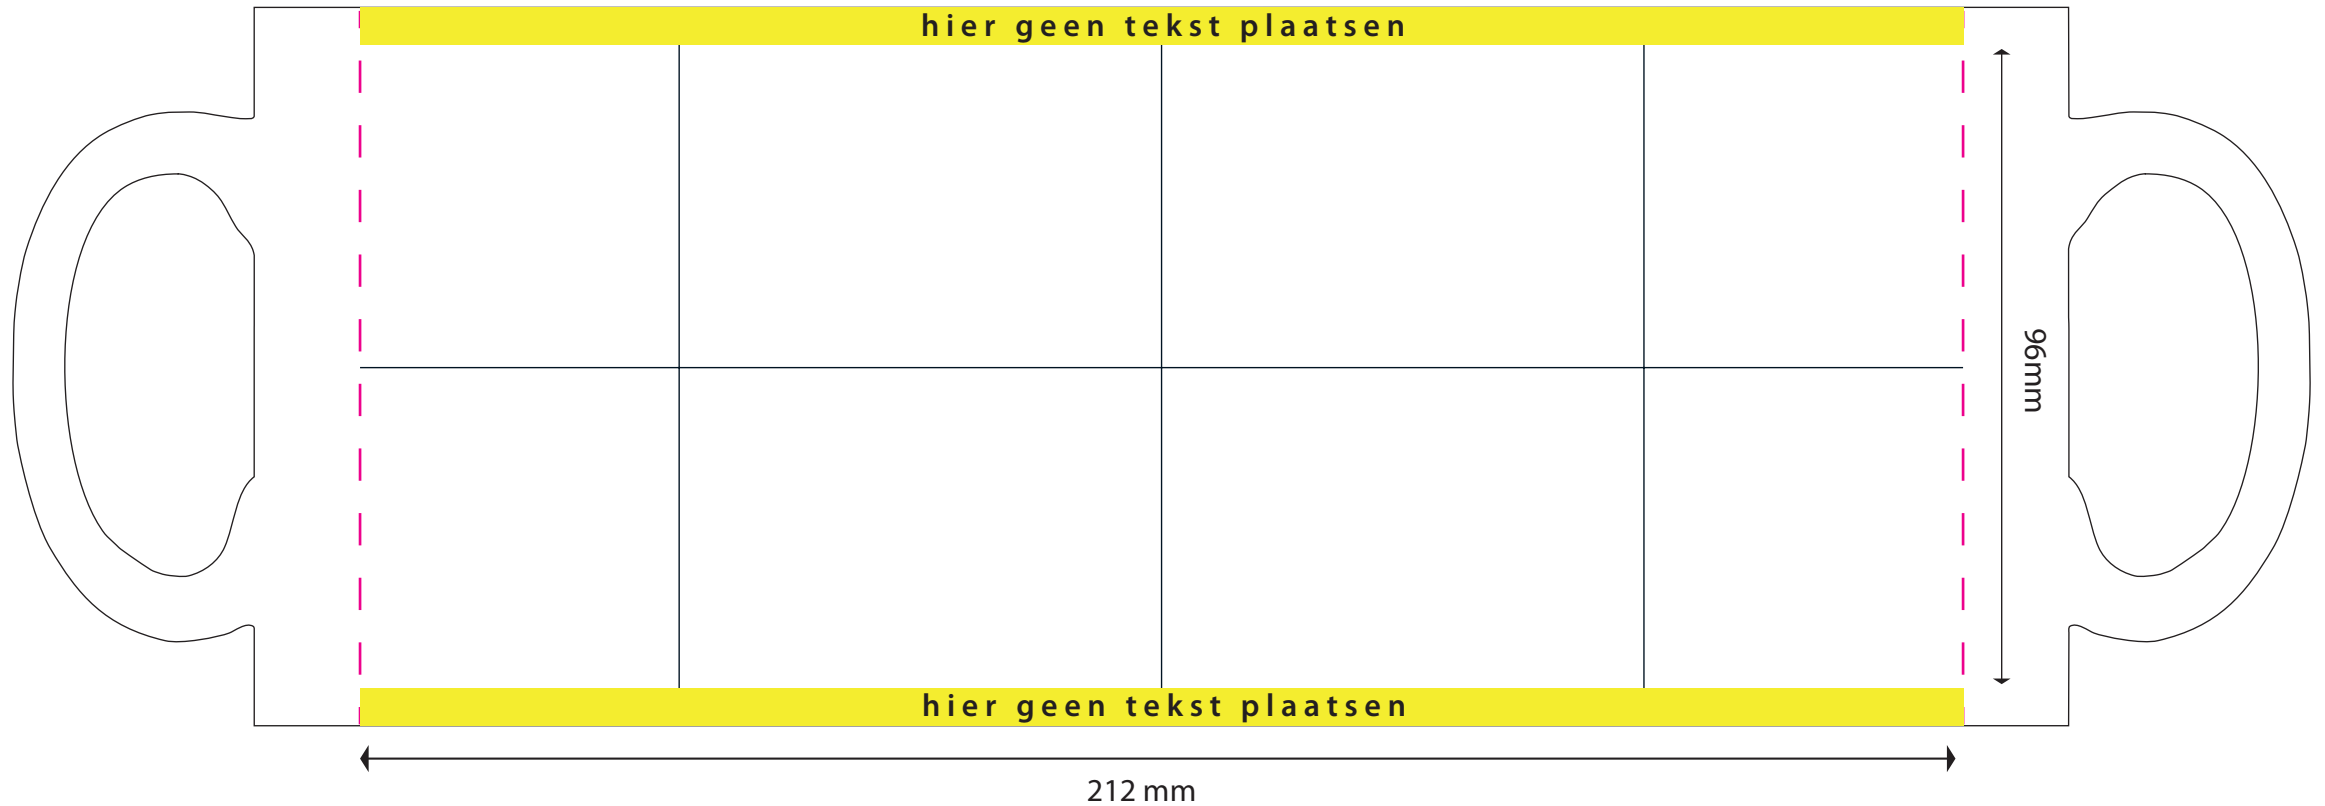 hier geen tekst plaatsen
96mm
hier geen tekst plaatsen
212 mm